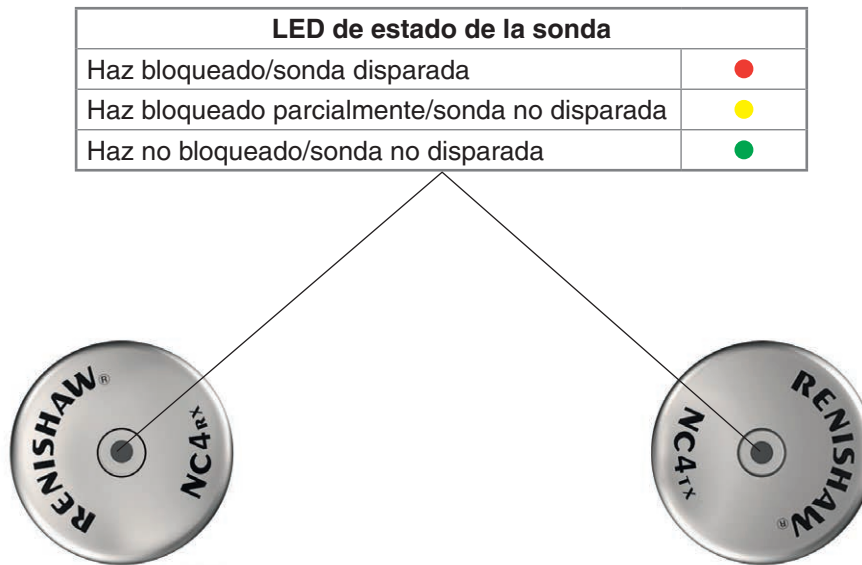 LED de estado de la sonda
Haz bloqueado/sonda disparada
Haz bloqueado parcialmente/sonda no disparada
Haz no bloqueado/sonda no disparada
RENISHAW®
NC4RX
NC4TX
RENISHAW®